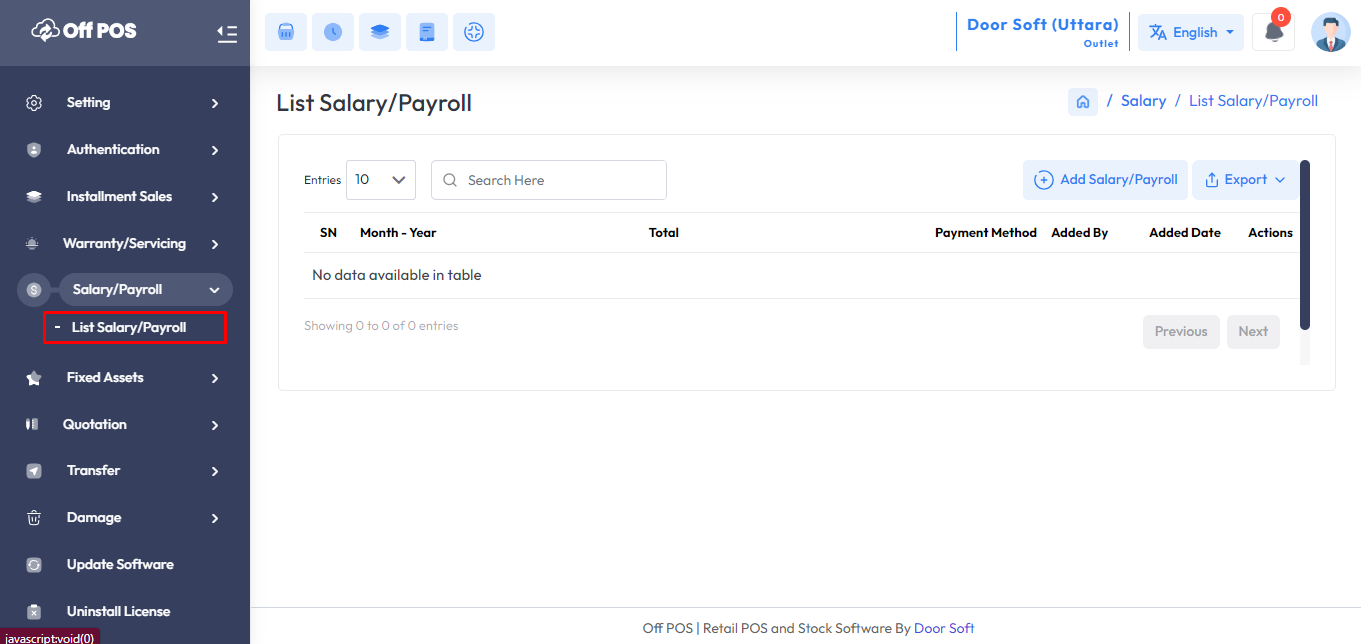 Off POS
Door Soft (Uttara)
Outlet
English
0
Setting
Authentication
Installment Sales
Warranty/Servicing
$ Salary/Payroll
- List Salary/Payroll
Fixed Assets
Quotation
Transfer
Damage
Update Software
Uninstall License
javascript:void(0)
List Salary/Payroll
/ Salary / List Salary/Payroll
Entries 10 Search Here Add Salary/Payroll Export
SN Month - Year Total Payment Method Added By Added Date Actions
No data available in table
Showing 0 to 0 of 0 entries
Previous Next
Off POS | Retail POS and Stock Software By Door Soft